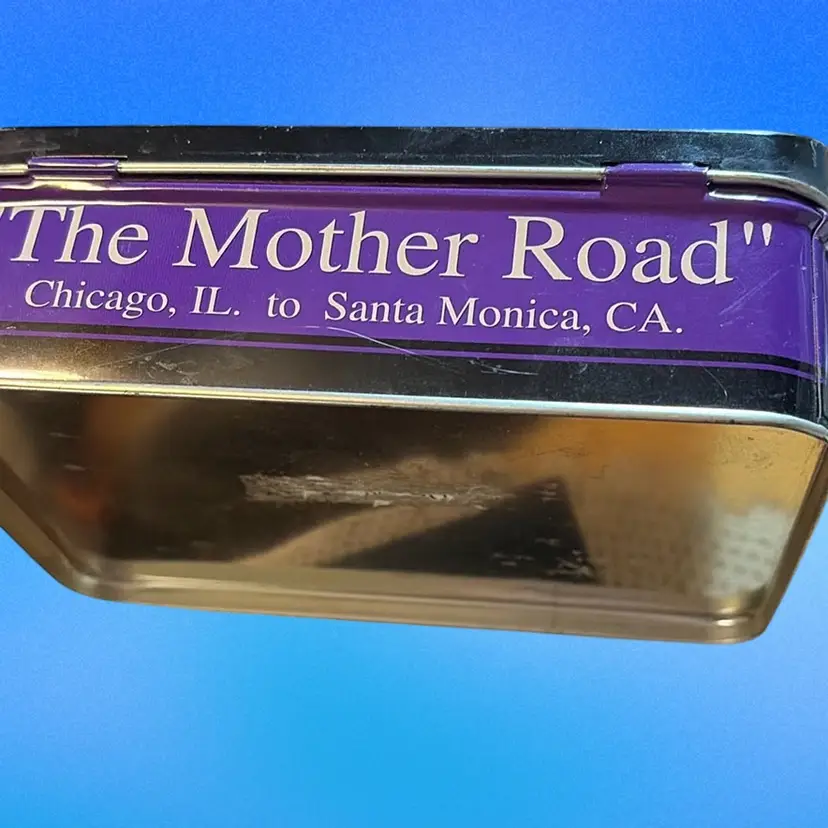 "The Mother Road"
Chicago, IL. to Santa Monica, CA.